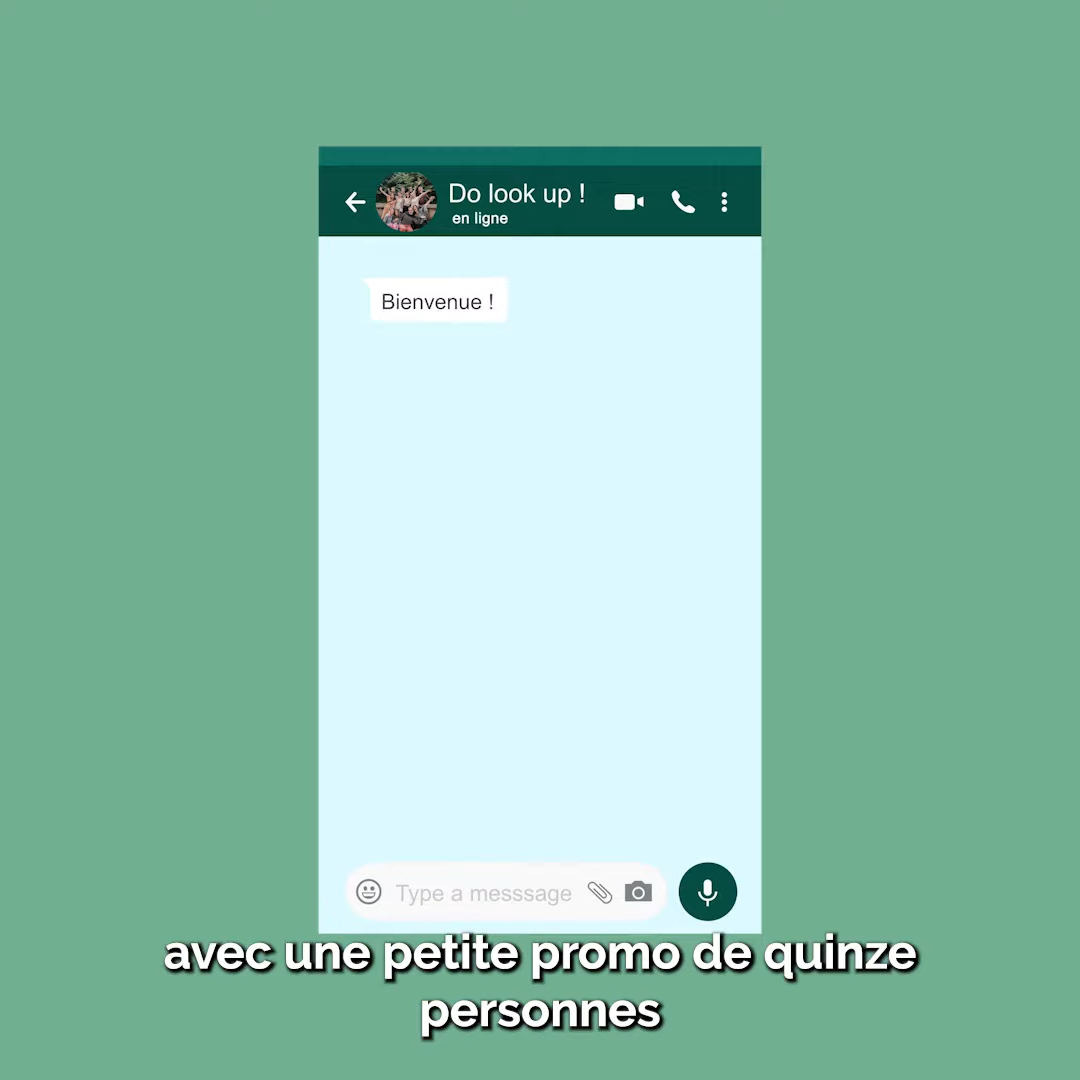 Do look up !
en ligne
Bienvenue !
Type a messsage
avec une petite promo de quinze
personnes